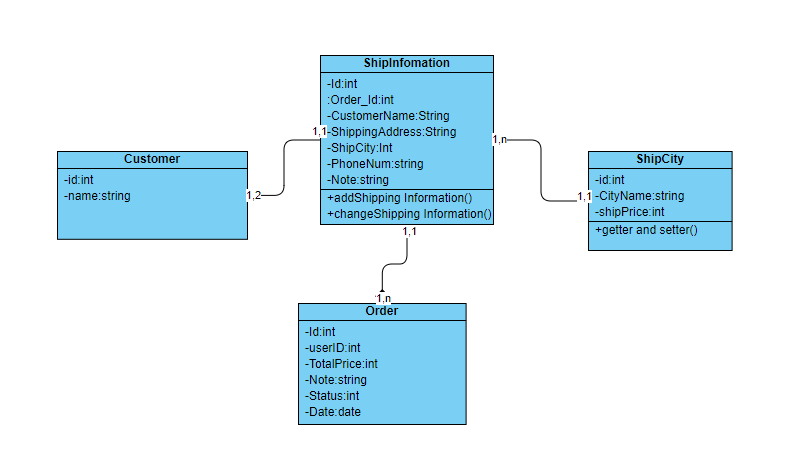 ShipInfomation
-Id:int
:Order_Id:int
-CustomerName:String
-ShippingAddress:String
-ShipCity:Int
-PhoneNum:string
-Note:string
+addShipping Information()
+changeShipping Information()
1,1
1,n
1,1
Customer
-id:int
-name:string
1,2
ShipCity
-id:int
-CityName:string
-shipPrice:int
+getter and setter()
1,1
1,n
Order
-Id:int
-userID:int
-TotalPrice:int
-Note:string
-Status:int
-Date:date